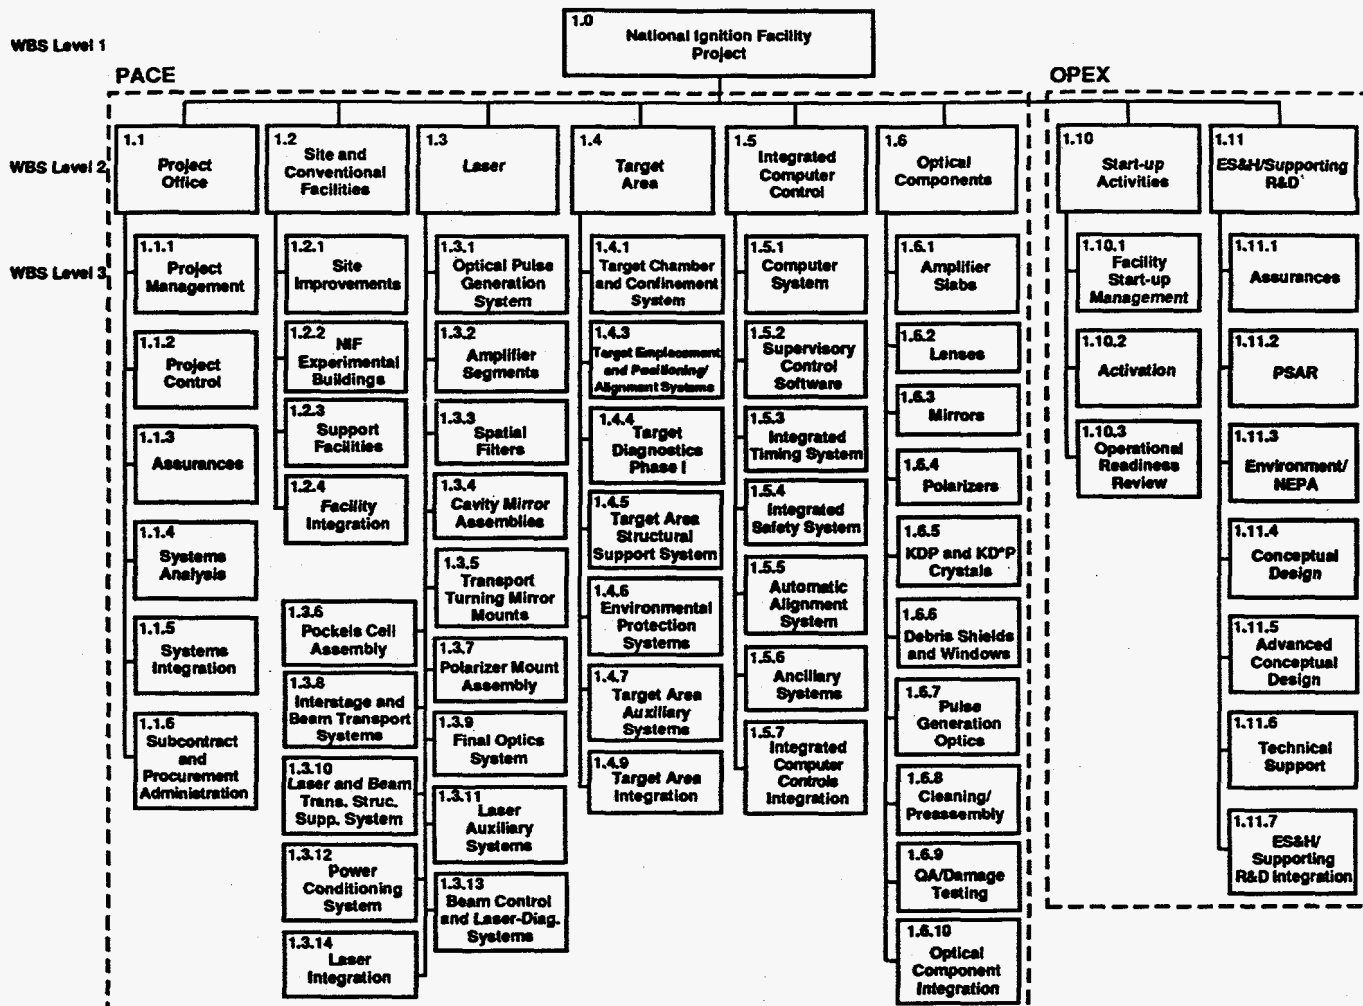 1.0
National Ignition Facility
Project
WBS Level 1
PACE
OPEX
WBS Level 2
1.1
Project
Office
1.2
Site and
Conventional
Facilities
1.3
Laser
1.4
Target
Area
1.5
Integrated
Computer
Control
1.6
Optical
Components
1.10
Start-up
Activities
1.11
ES&H/Supporting
R&D
WBS Level 3
1.1.1
Project
Management
1.1.2
Project
Control
1.1.3
Assurances
1.1.4
Systems
Analysis
1.1.5
Systems
Integration
1.1.6
Subcontract
and
Procurement
Administration
1.2.1
Site
Improvements
1.2.2
NIF
Experimental
Buildings
1.2.3
Support
Facilities
1.2.4
Facility
Integration
1.3.6
Pockels Cell
Assembly
1.3.8
Interstage and
Beam Transport
Systems
1.3.10
Laser and Beam
Trans. Struc.
Supp. System
1.3.12
Power
Conditioning
System
1.3.14
Laser
Integration
1.3.1
Optical Pulse
Generation
System
1.3.2
Amplifier
Segments
1.3.3
Spatial
Filters
1.3.4
Cavity Mirror
Assemblies
1.3.5
Transport
Turning Mirror
Mounts
1.3.7
Polarizer Mount
Assembly
1.3.9
Final Optics
System
1.3.11
Laser
Auxiliary
Systems
1.3.13
Beam Control
and Laser-Diag.
Systems
1.4.1
Target Chamber
and Confinement
System
1.4.3
Target Emplacement
and Positioning/
Alignment Systems
1.4.4
Target
Diagnostics
Phase I
1.4.5
Target Area
Structural
Support System
1.4.6
Environmental
Protection
Systems
1.4.7
Target Area
Auxiliary
Systems
1.4.9
Target Area
Integration
1.5.1
Computer
System
1.5.2
Supervisory
Control
Software
1.5.3
Integrated
Timing System
1.5.4
Integrated
Safety System
1.5.5
Automatic
Alignment
System
1.5.6
Ancillary
Systems
1.5.7
Integrated
Computer
Controls
Integration
1.6.1
Amplifier
Slabs
1.6.2
Lenses
1.6.3
Mirrors
1.6.4
Polarizers
1.6.5
KDP and KD*P
Crystals
1.6.6
Debris Shields
and Windows
1.6.7
Pulse
Generation
Optics
1.6.8
Cleaning/
Preassembly
1.6.9
QA/Damage
Testing
1.6.10
Optical
Component
Integration
1.10.1
Facility
Start-up
Management
1.10.2
Activation
1.10.3
Operational
Readiness
Review
1.11.1
Assurances
1.11.2
PSAR
1.11.3
Environment/
NEPA
1.11.4
Conceptual
Design
1.11.5
Advanced
Conceptual
Design
1.11.6
Technical
Support
1.11.7
ES&H/
Supporting
R&D Integration